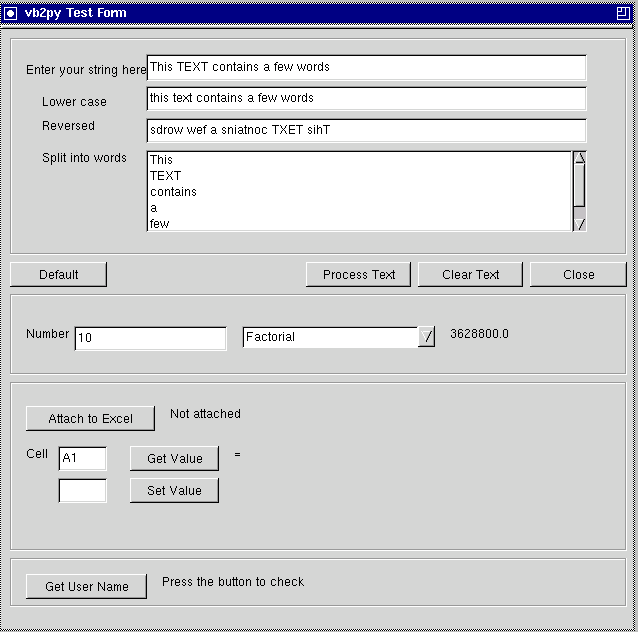 vb2py Test Form
Enter your string here This TEXT contains a few words
Lower case this text contains a few words
Reversed sdrow wef a sniatnoc TXET sihT
Split into words This
TEXT
contains
a
few
Default Process Text Clear Text Close
Number 10 Factorial 3628800.0
Attach to Excel Not attached
Cell A1 Get Value =
Set Value
Get User Name Press the button to check